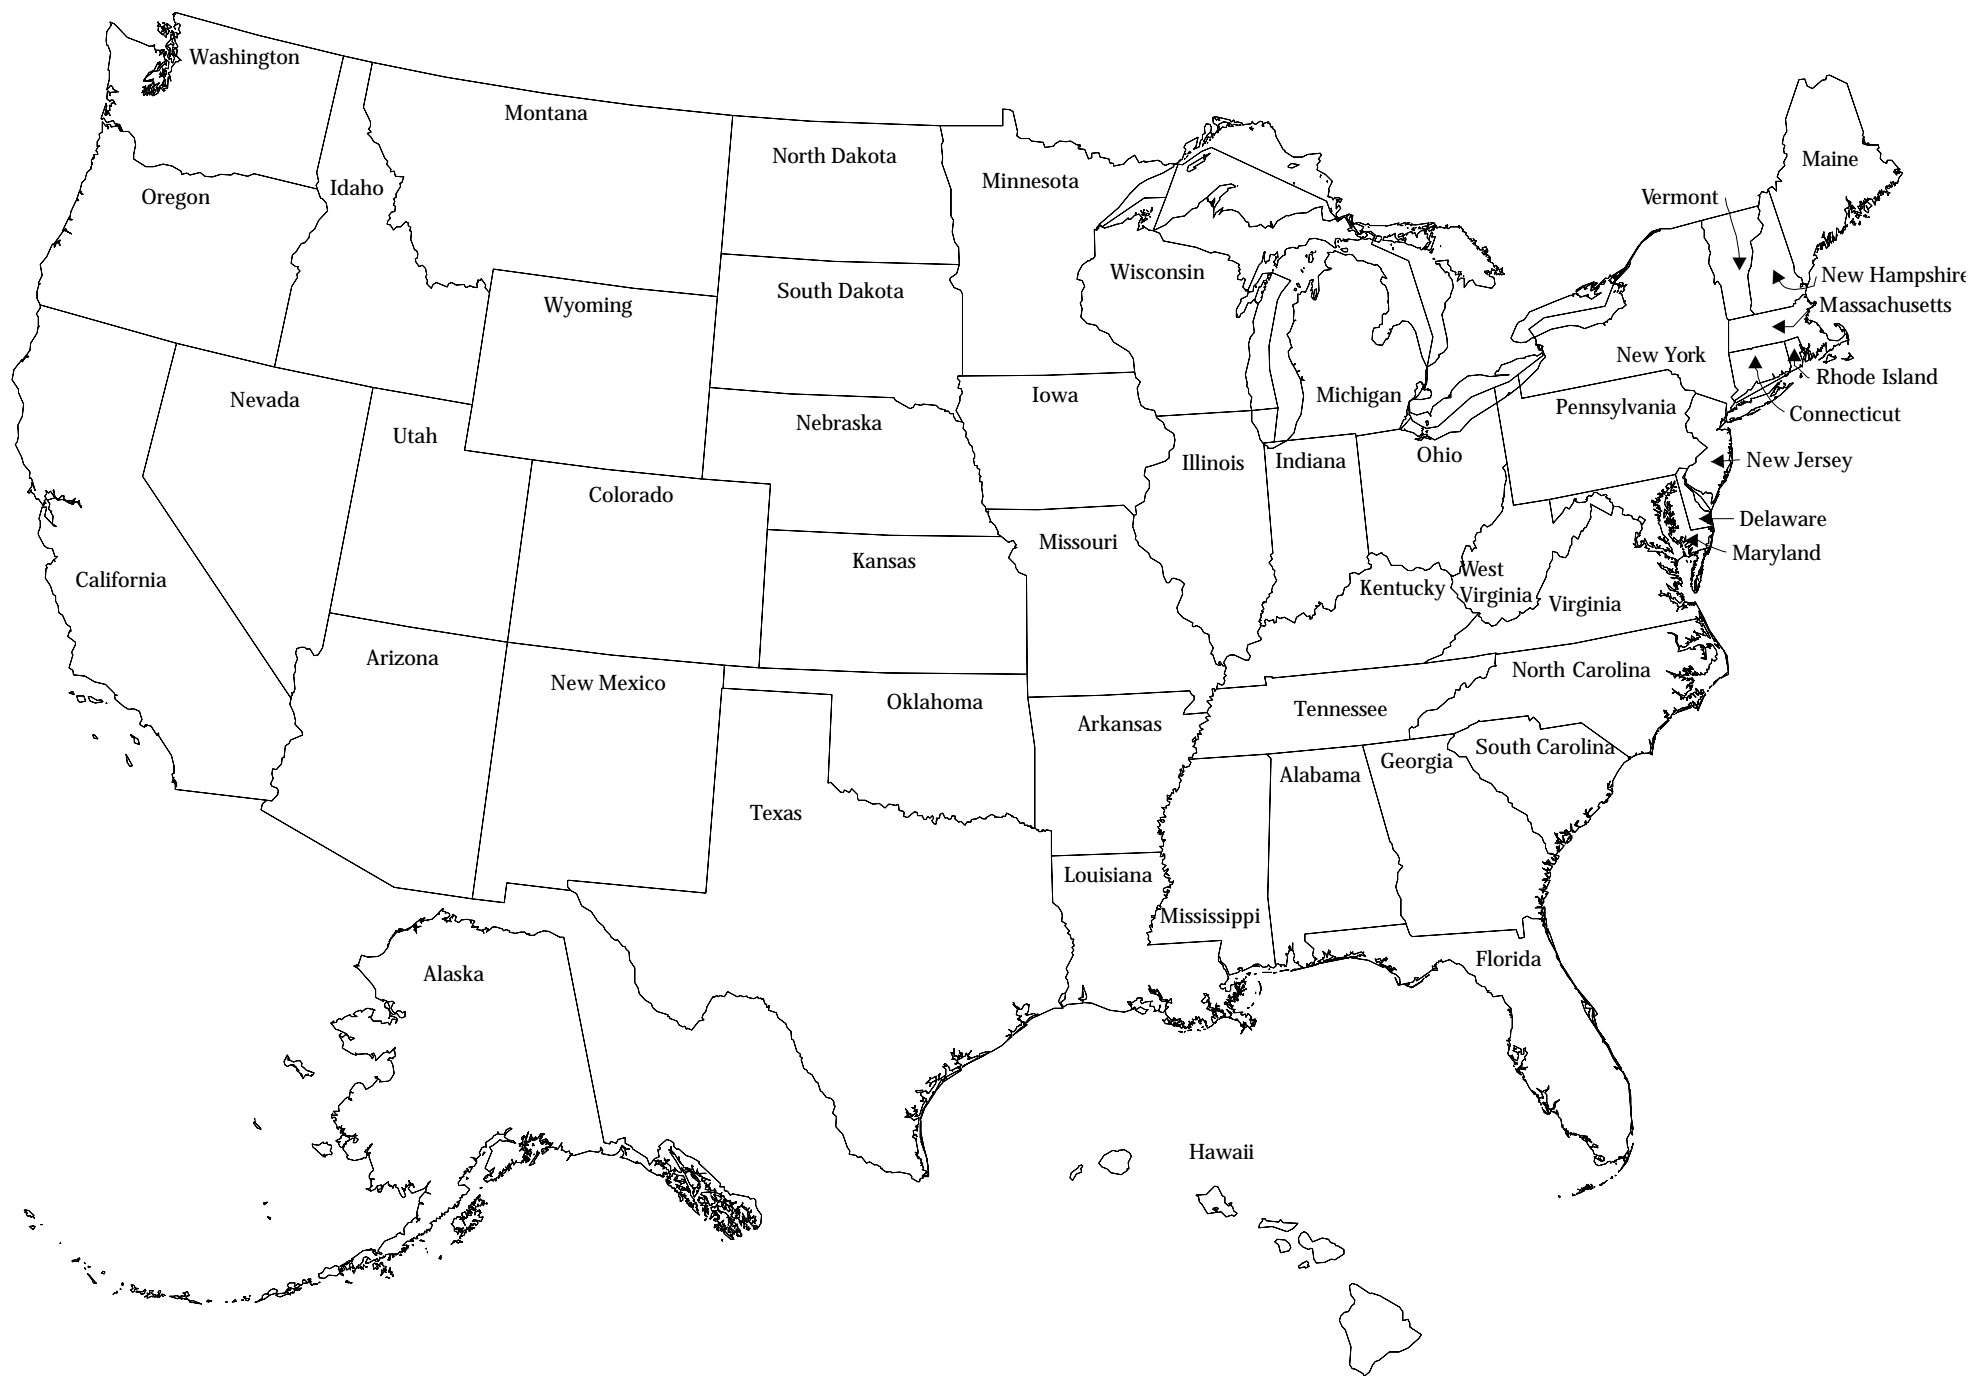 Washington
Montana
North Dakota
Minnesota
Maine
Oregon
Idaho
Vermont
Wisconsin
New Hampshire
Wyoming
South Dakota
Massachusetts
New York
Rhode Island
Nevada
Nebraska
Iowa
Michigan
Pennsylvania
Connecticut
Utah
Illinois
Indiana
Ohio
New Jersey
Colorado
Delaware
Missouri
Maryland
California
Kansas
Kentucky
West
Virginia
Virginia
Arizona
New Mexico
Oklahoma
North Carolina
Arkansas
Tennessee
South Carolina
Georgia
Alabama
Texas
Louisiana
Mississippi
Florida
Alaska
Hawaii